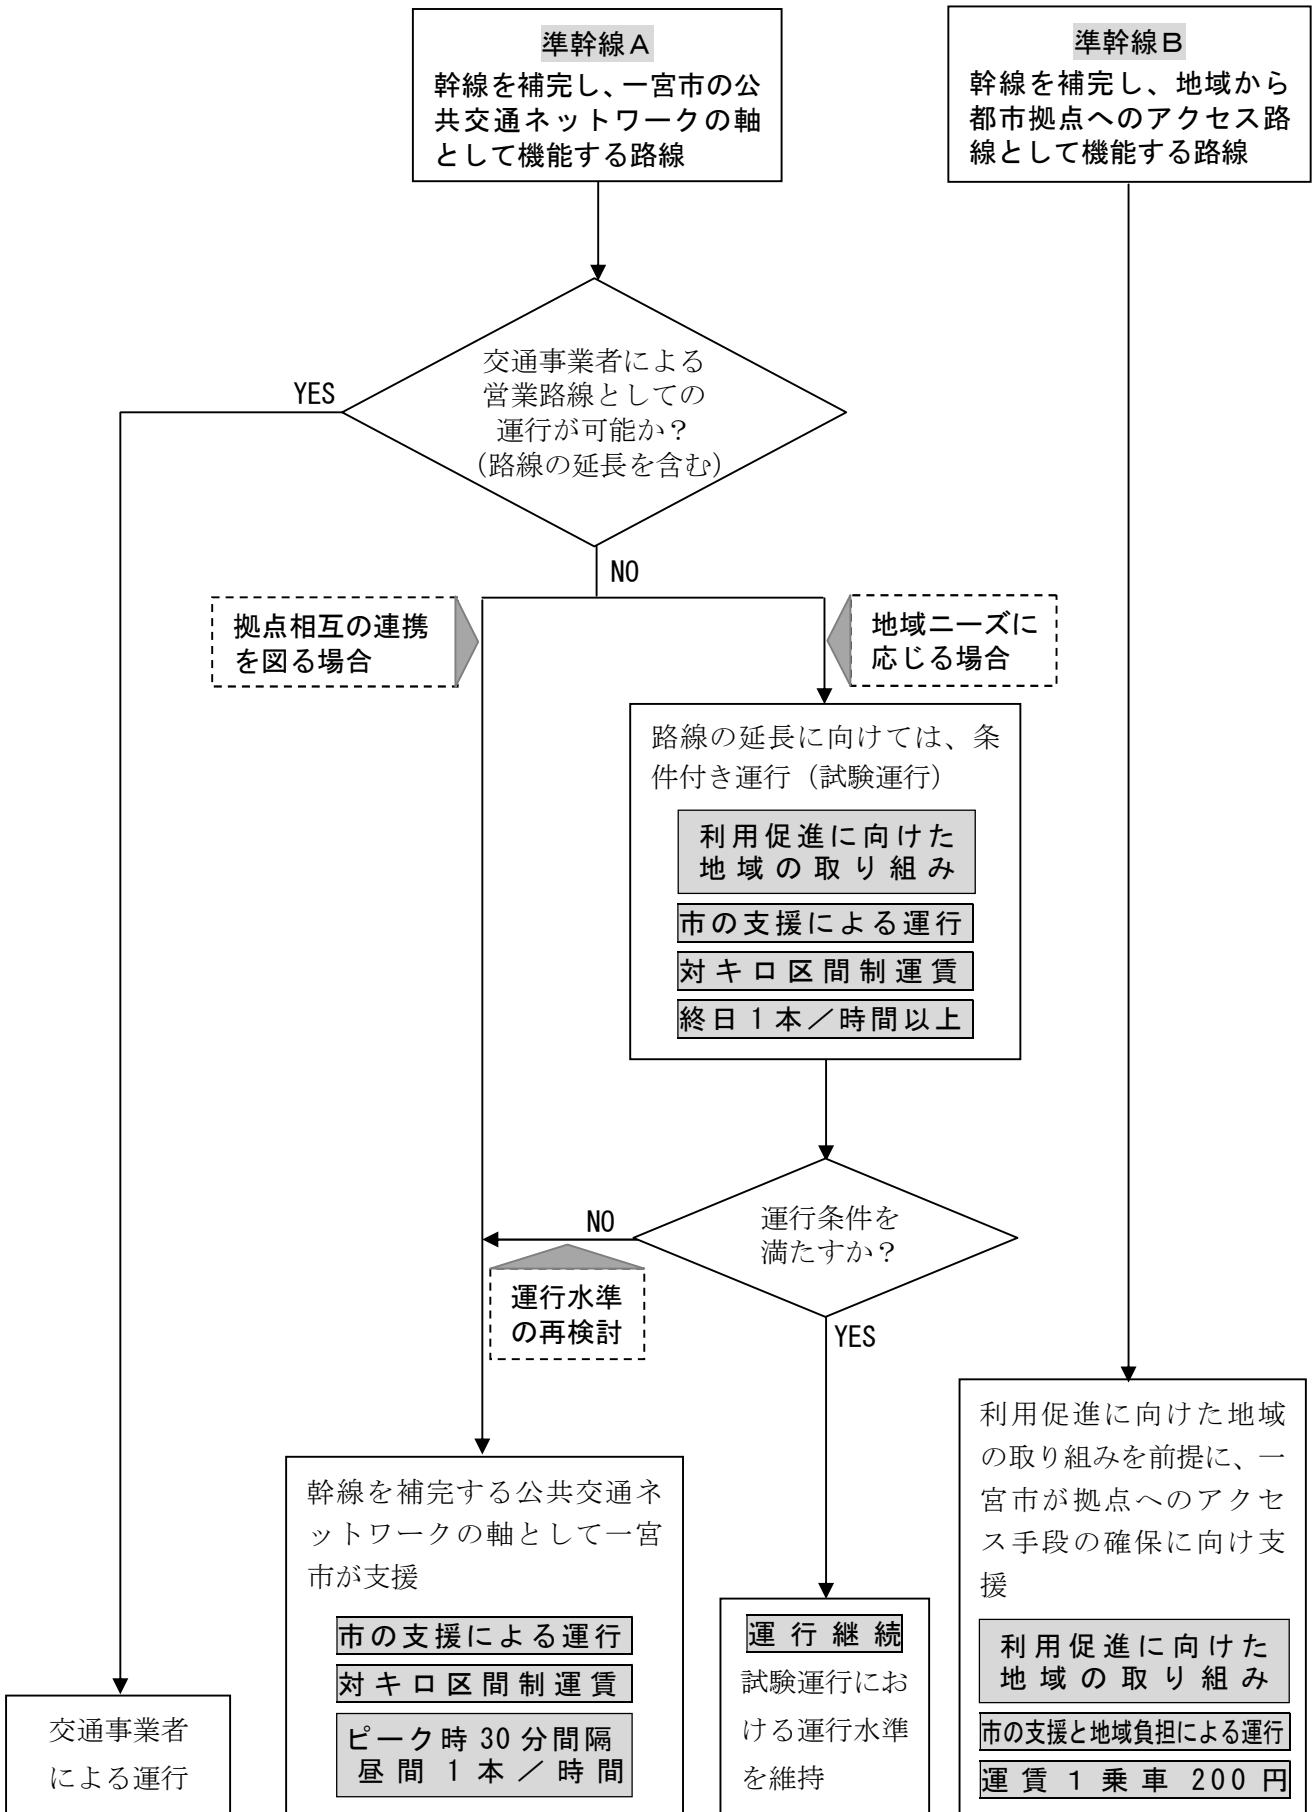 準幹線A
幹線を補完し、一宮市の公
共交通ネットワークの軸
として機能する路線
準幹線B
幹線を補完し、地域から
都市拠点へのアクセス路
線として機能する路線
交通事業者による
営業路線としての
運行が可能か?
(路線の延長を含む)
YES
NO
拠点相互の連携
を図る場合
地域ニーズに
応じる場合
路線の延長に向けては、条
件付き運行(試験運行)
利用促進に向けた
地域の取り組み
市の支援による運行
対キロ区間制運賃
終日1本/時間以上
運行条件を
満たすか?
NO
運行水準
の再検討
YES
交通事業者
による運行
幹線を補完する公共交通ネ
ットワークの軸として一宮
市が支援
市の支援による運行
対キロ区間制運賃
ピーク時30分間隔
昼間1本/時間
運行継続
試験運行にお
ける運行水準
を維持
利用促進に向けた地域
の取り組みを前提に、一
宮市が拠点へのアクセ
ス手段の確保に向け支
援
利用促進に向けた
地域の取り組み
市の支援と地域負担による運行
運賃1乗車200円